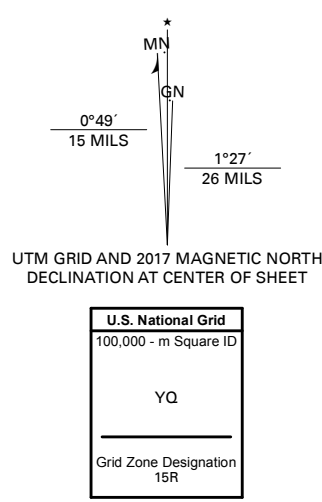 ★
MN
GN
0°49´
15 MILS
1°27´
26 MILS
UTM GRID AND 2017 MAGNETIC NORTH
DECLINATION AT CENTER OF SHEET
U.S. National Grid
100,000 - m Square ID
YQ
Grid Zone Designation
15R